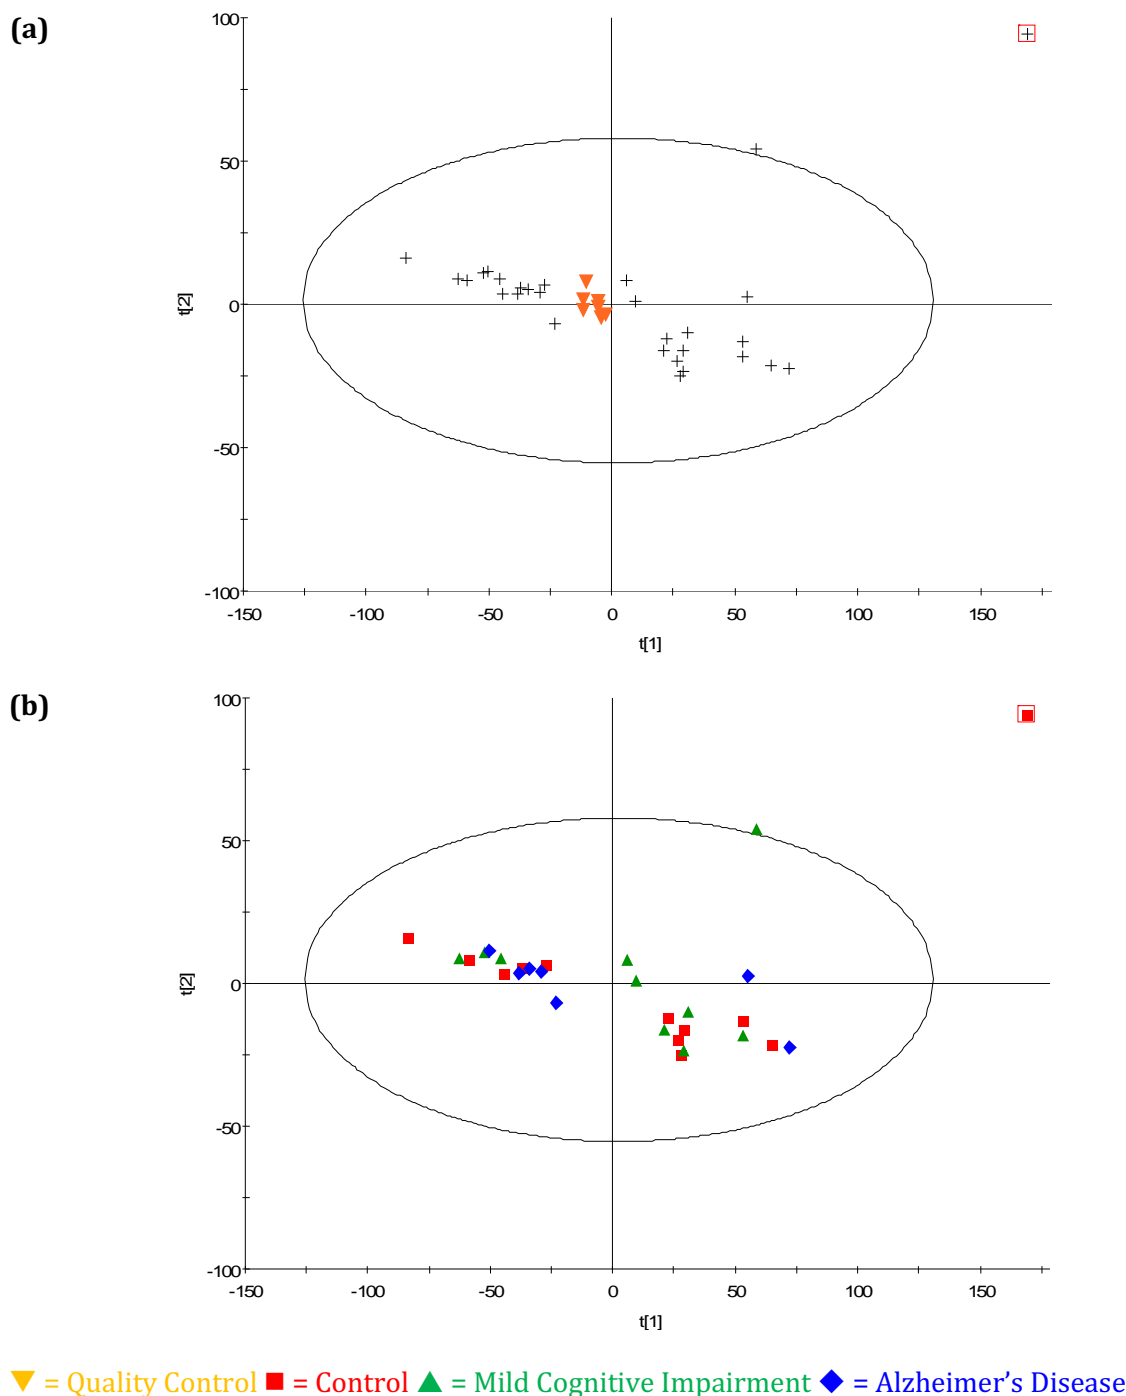 (a)
100
50
0
-50
-100
t[2]
-150 -100 -50 0 50 100 150
t[1]
(b)
100
50
0
-50
-100
t[2]
-150 -100 -50 0 50 100 150
t[1]
= Quality Control = Control = Mild Cognitive Impairment = Alzheimer’s Disease